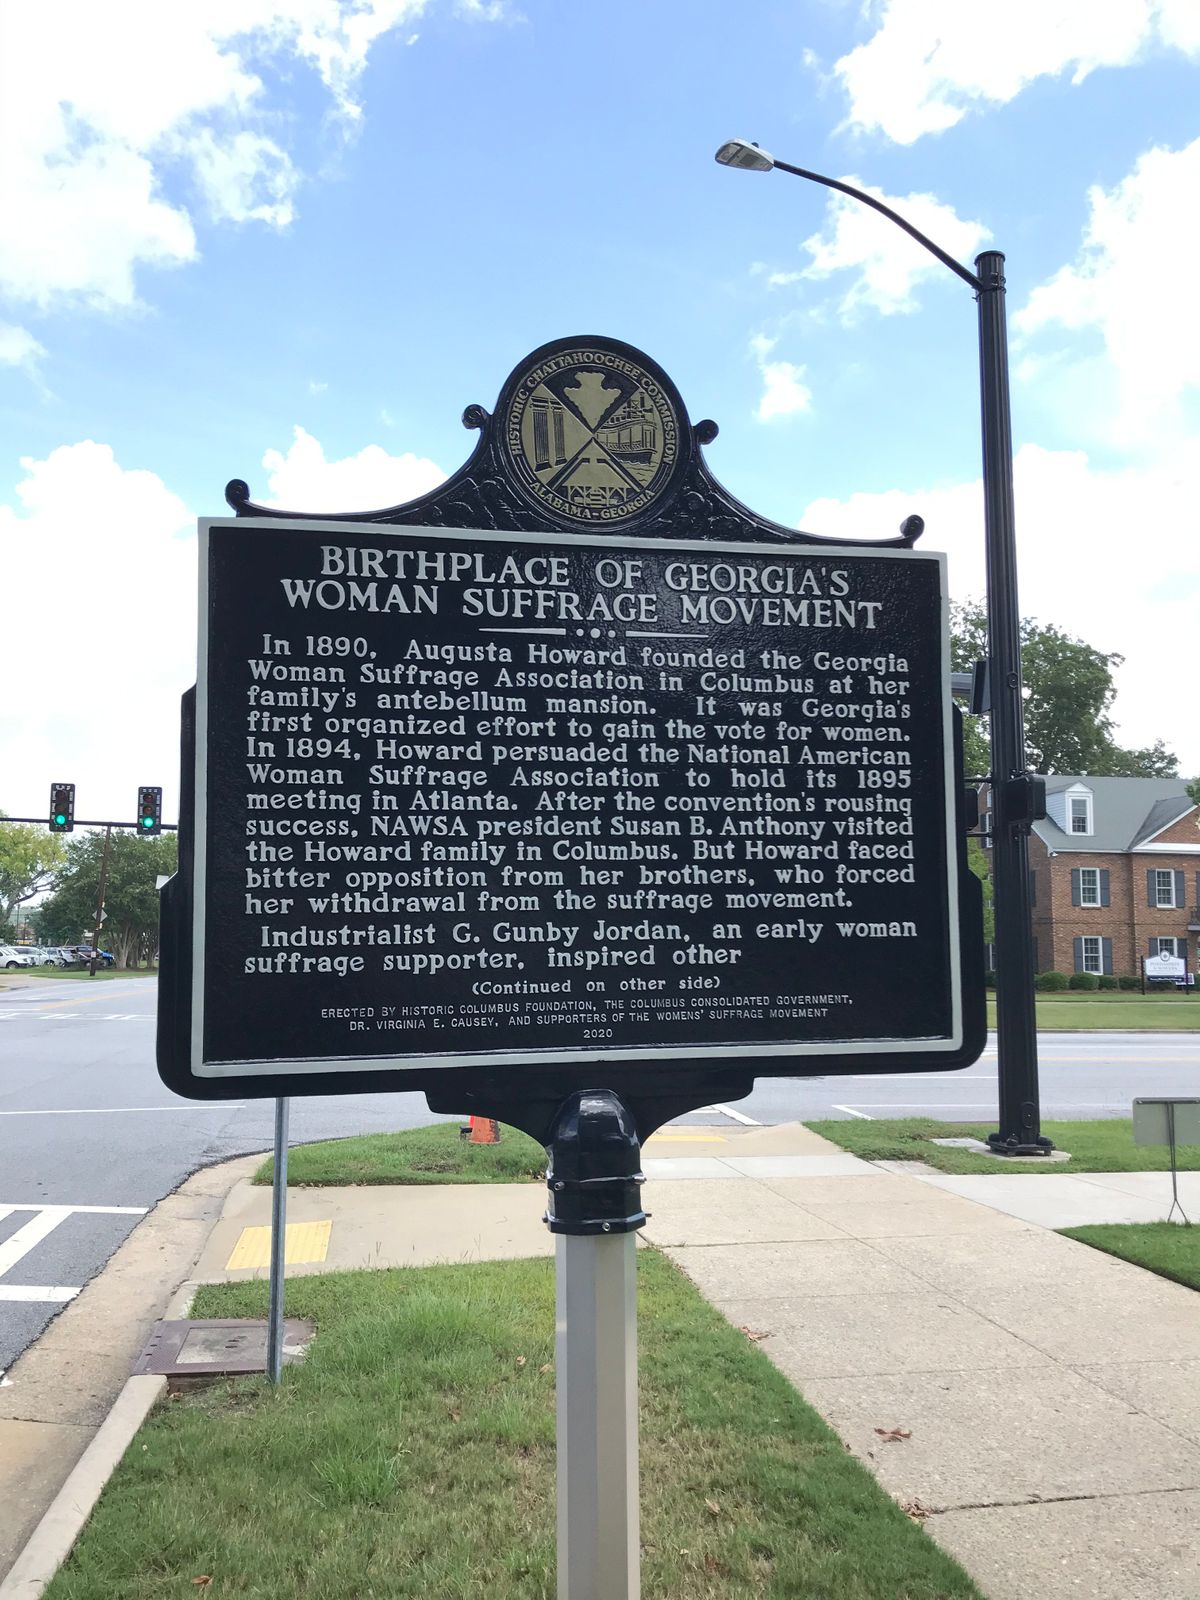 HISTORIC CHATTAHOOCHEE COMMISSION
ALABAMA-GEORGIA
BIRTHPLACE OF GEORGIA'S
WOMAN SUFFRAGE MOVEMENT
In 1890, Augusta Howard founded the Georgia
Woman Suffrage Association in Columbus at her
family's antebellum mansion. It was Georgia's
first organized effort to gain the vote for women.
In 1894, Howard persuaded the National American
Woman Suffrage Association to hold its 1895
meeting in Atlanta. After the convention's rousing
success, NAWSA president Susan B. Anthony visited
the Howard family in Columbus. But Howard faced
bitter opposition from her brothers, who forced
her withdrawal from the suffrage movement.
Industrialist G. Gunby Jordan, an early woman
suffrage supporter, inspired other
(Continued on other side)
ERECTED BY HISTORIC COLUMBUS FOUNDATION, THE COLUMBUS CONSOLIDATED GOVERNMENT,
DR. VIRGINIA E. CAUSEY, AND SUPPORTERS OF THE WOMENS' SUFFRAGE MOVEMENT
2020